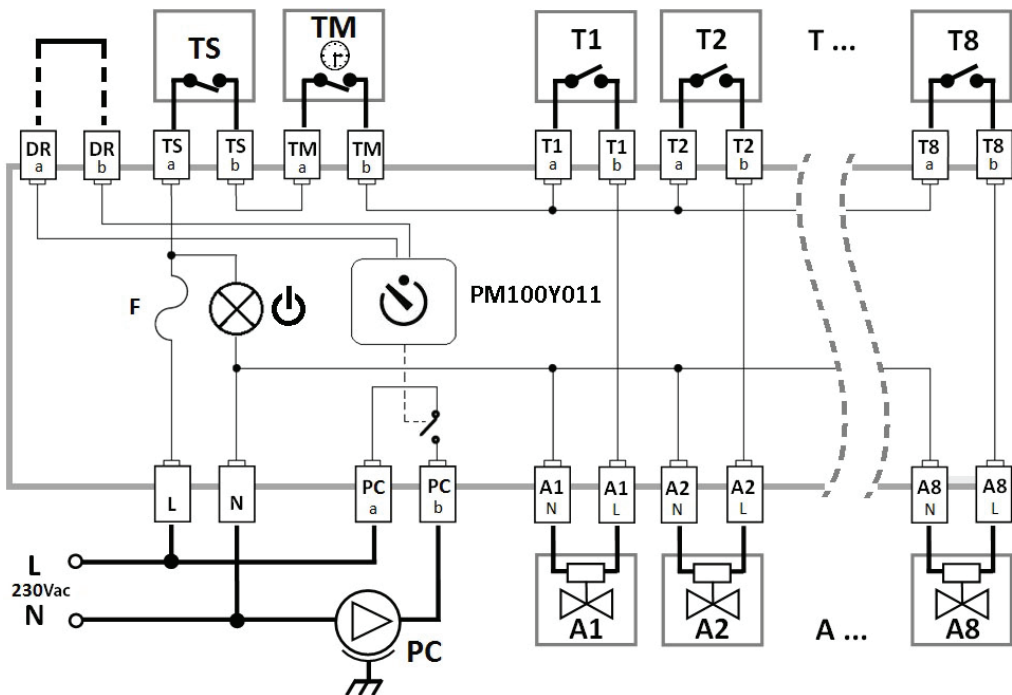 TS
TM
T1
T2
T ...
T8
DR
a
DR
b
TS
a
TS
b
TM
a
TM
b
T1
a
T1
b
T2
a
T2
b
T8
a
T8
b
F
PM100Y011
L
N
PC
a
PC
b
A1
N
A1
L
A2
N
A2
L
A8
N
A8
L
L
230Vac
N
PC
A1
A2
A ...
A8